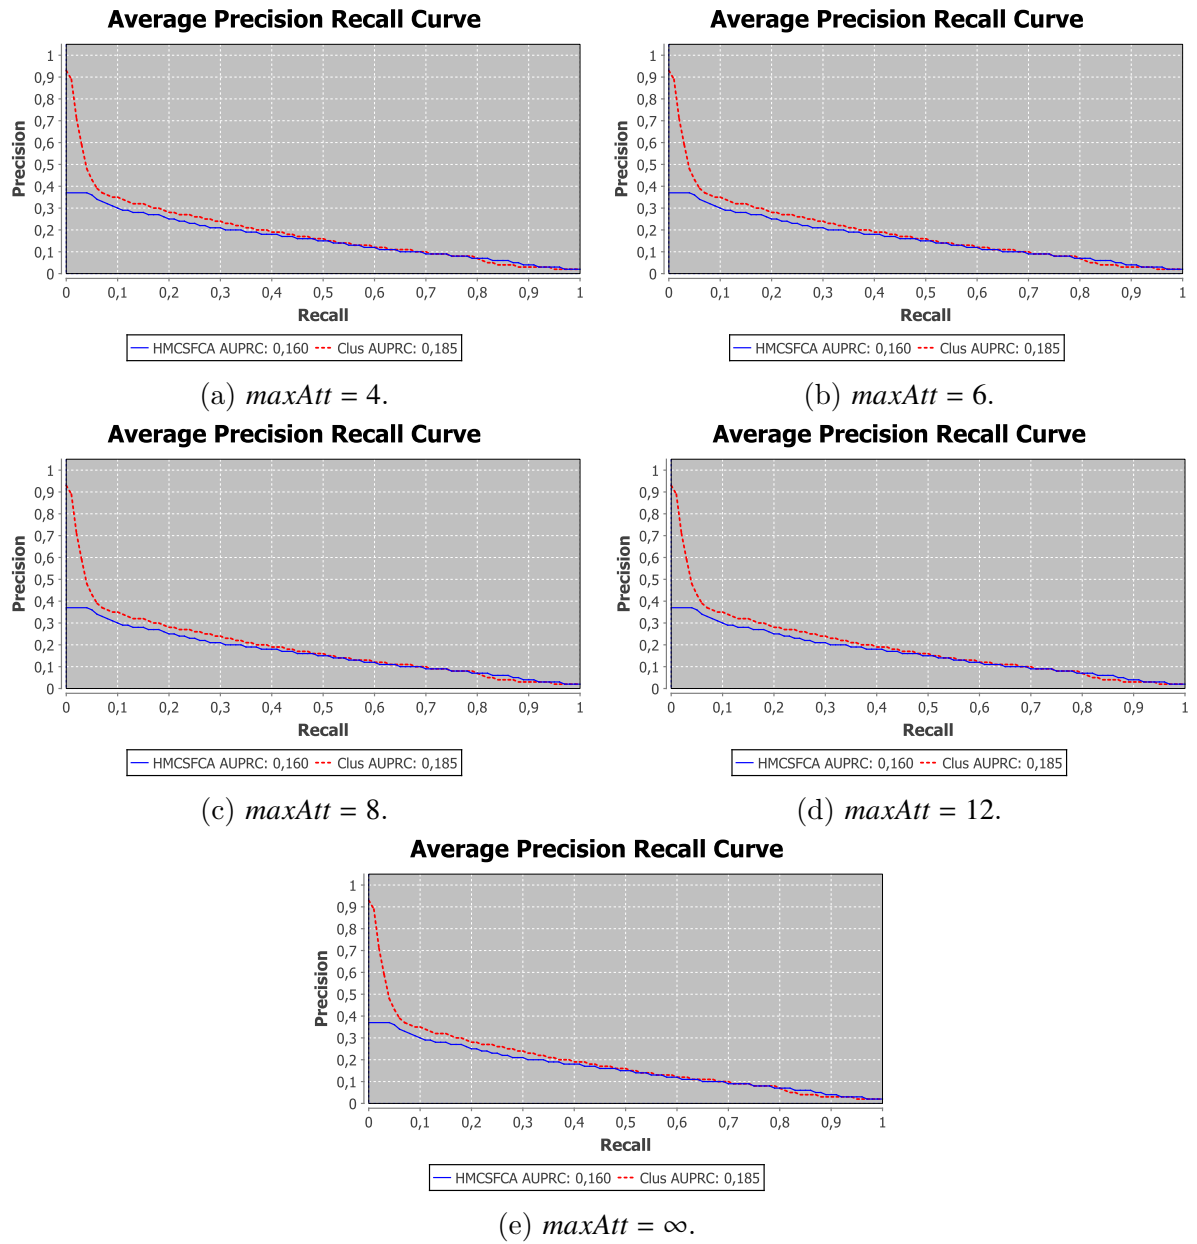 Average Precision Recall Curve
Precision
1
0,9
0,8
0,7
0,6
0,5
0,4
0,3
0,2
0,1
0
0 0,1 0,2 0,3 0,4 0,5 0,6 0,7 0,8 0,9 1
Recall
HMCSFCA AUPRC: 0,160 Clus AUPRC: 0,185
(a) maxAtt = 4.
Average Precision Recall Curve
Precision
1
0,9
0,8
0,7
0,6
0,5
0,4
0,3
0,2
0,1
0
0 0,1 0,2 0,3 0,4 0,5 0,6 0,7 0,8 0,9 1
Recall
HMCSFCA AUPRC: 0,160 Clus AUPRC: 0,185
(b) maxAtt = 6.
Average Precision Recall Curve
Precision
1
0,9
0,8
0,7
0,6
0,5
0,4
0,3
0,2
0,1
0
0 0,1 0,2 0,3 0,4 0,5 0,6 0,7 0,8 0,9 1
Recall
HMCSFCA AUPRC: 0,160 Clus AUPRC: 0,185
(c) maxAtt = 8.
Average Precision Recall Curve
Precision
1
0,9
0,8
0,7
0,6
0,5
0,4
0,3
0,2
0,1
0
0 0,1 0,2 0,3 0,4 0,5 0,6 0,7 0,8 0,9 1
Recall
HMCSFCA AUPRC: 0,160 Clus AUPRC: 0,185
(d) maxAtt = 12.
Average Precision Recall Curve
Precision
1
0,9
0,8
0,7
0,6
0,5
0,4
0,3
0,2
0,1
0
0 0,1 0,2 0,3 0,4 0,5 0,6 0,7 0,8 0,9 1
Recall
HMCSFCA AUPRC: 0,160 Clus AUPRC: 0,185
(e) maxAtt = ∞.